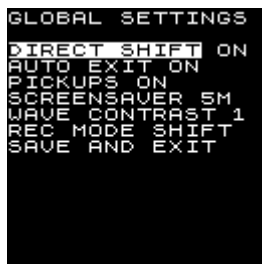 GLOBAL SETTINGS
DIRECT SHIFT ON
AUTO EXIT ON
PICKUPS ON
SCREENSAVER 5M
WAVE CONTRAST 1
REC MODE SHIFT
SAVE AND EXIT